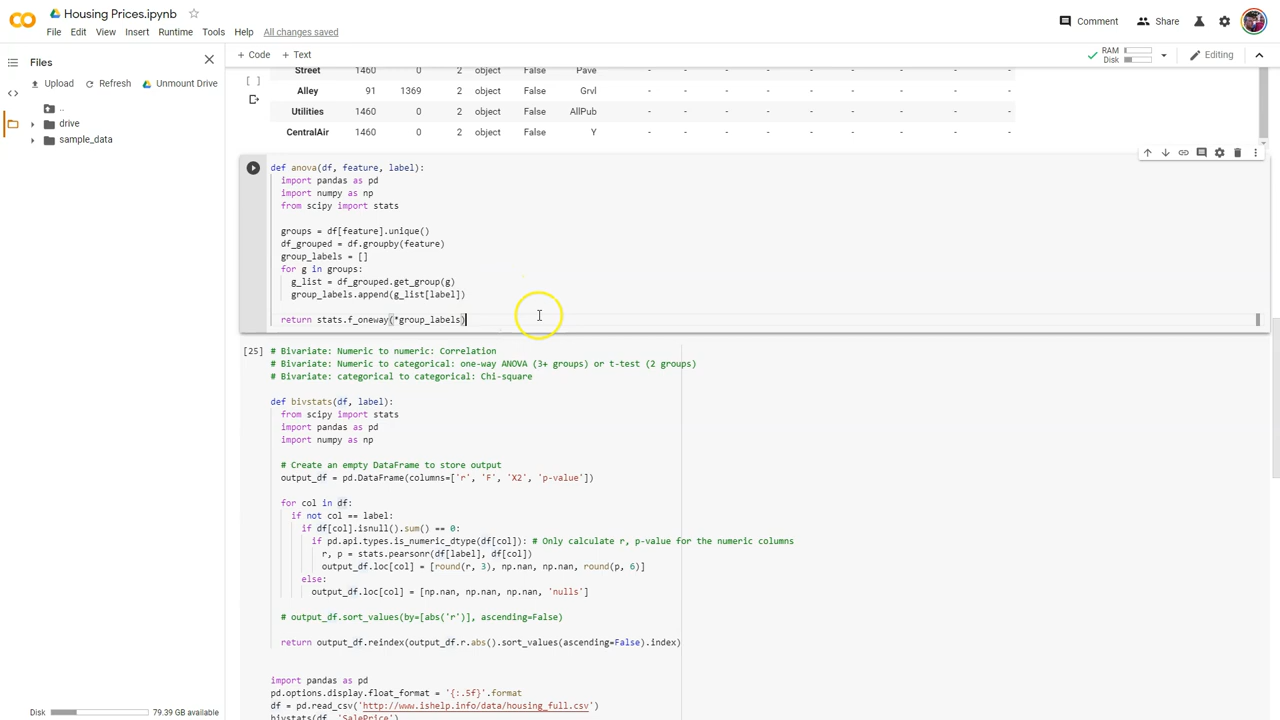 Housing Prices.ipynb
File Edit View Insert Runtime Tools Help All changes saved
Comment Share
+ Code + Text
RAM
Disk
Editing
Files
Upload Refresh Unmount Drive
..
drive
sample_data
Street 1460 0 2 object False Pave - - - - - - - -
[ ]
Alley 91 1369 2 object False Grvl - - - - - - - -
Utilities 1460 0 2 object False AllPub - - - - - - - -
CentralAir 1460 0 2 object False Y - - - - - - - -
def anova(df, feature, label):
import pandas as pd
import numpy as np
from scipy import stats
groups = df[feature].unique()
df_grouped = df.groupby(feature)
group_labels = []
for g in groups:
g_list = df_grouped.get_group(g)
group_labels.append(g_list[label])
return stats.f_oneway(*group_labels)
[25] # Bivariate: Numeric to numeric: Correlation
# Bivariate: Numeric to categorical: one-way ANOVA (3+ groups) or t-test (2 groups)
# Bivariate: categorical to categorical: Chi-square
def bivstats(df, label):
from scipy import stats
import pandas as pd
import numpy as np
# Create an empty DataFrame to store output
output_df = pd.DataFrame(columns=['r', 'F', 'X2', 'p-value'])
for col in df:
if not col == label:
if df[col].isnull().sum() == 0:
if pd.api.types.is_numeric_dtype(df[col]): # Only calculate r, p-value for the numeric columns
r, p = stats.pearsonr(df[label], df[col])
output_df.loc[col] = [round(r, 3), np.nan, np.nan, round(p, 6)]
else:
output_df.loc[col] = [np.nan, np.nan, np.nan, 'nulls']
# output_df.sort_values(by=[abs('r')], ascending=False)
return output_df.reindex(output_df.r.abs().sort_values(ascending=False).index)
import pandas as pd
pd.options.display.float_format = '{:.5f}'.format
df = pd.read_csv('http://www.ishelp.info/data/housing_full.csv')
bivstats(df, 'SalePrice')
Disk 79.39 GB available